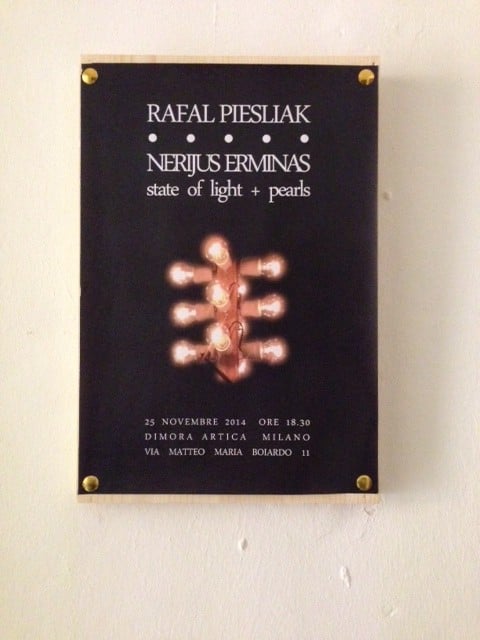 RAFAL PIESLIAK
NERIJUS ERMINAS
state of light + pearls
25 NOVEMBRE 2014 ORE 18.30
DIMORA ARTICA MILANO
VIA MATTEO MARIA BOIARDO 11